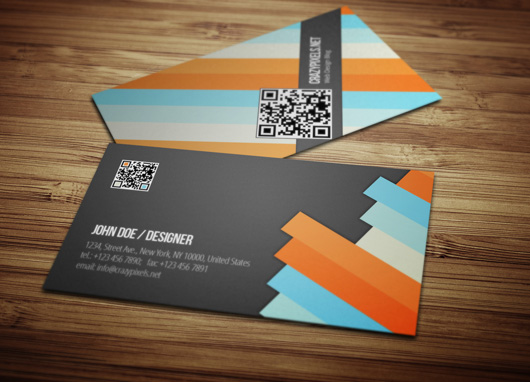 CRAZYPIXELS.NET
Web Design Blog
JOHN DOE / DESIGNER
1234, Street Ave., New York, NY 10000, United States
tel.: +123 456 7890; fax: +123 456 7891
email: info@crazypixels.net